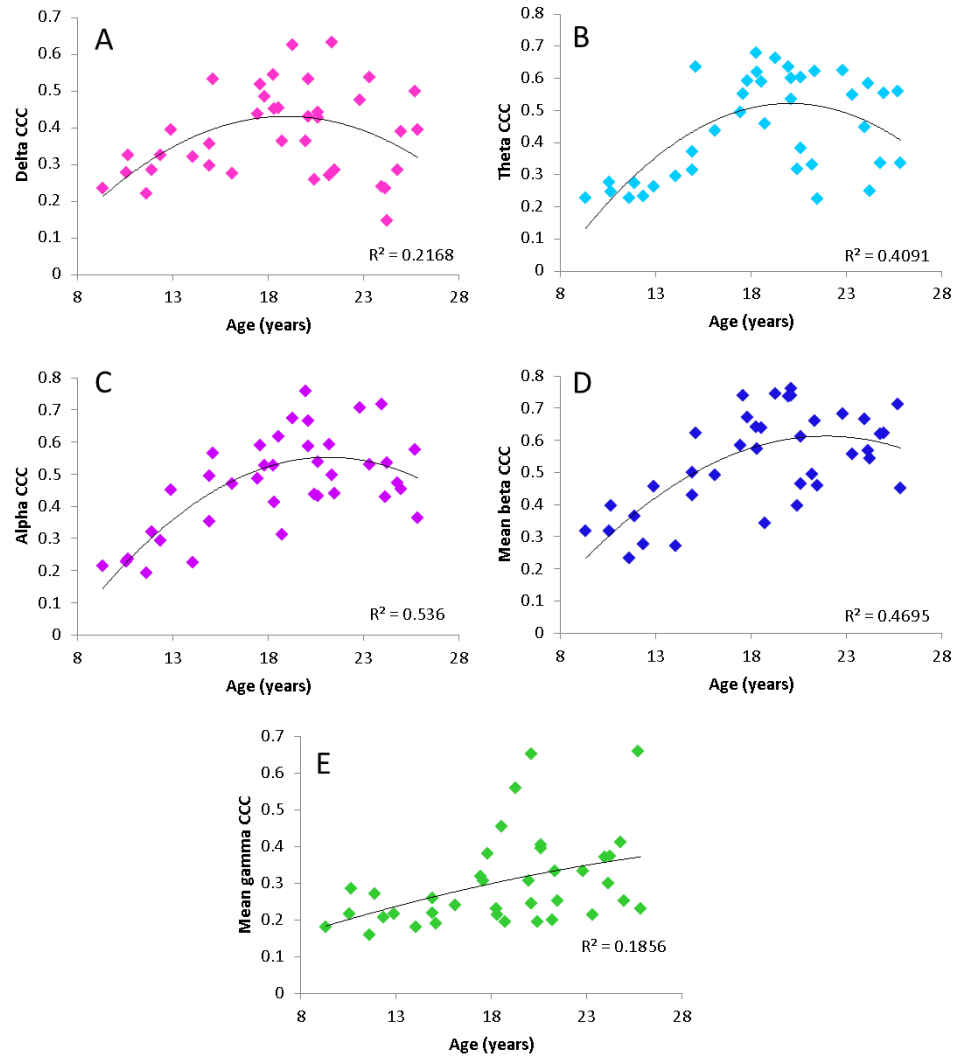 A
Delta CCC
0.7
0.6
0.5
0.4
0.3
0.2
0.1
0
R² = 0.2168
8 13 18 23 28
Age (years)
B
Theta CCC
0.8
0.7
0.6
0.5
0.4
0.3
0.2
0.1
0
R² = 0.4091
8 13 18 23 28
Age (years)
C
Alpha CCC
0.8
0.7
0.6
0.5
0.4
0.3
0.2
0.1
0
R² = 0.536
8 13 18 23 28
Age (years)
D
Mean beta CCC
0.8
0.7
0.6
0.5
0.4
0.3
0.2
0.1
0
R² = 0.4695
8 13 18 23 28
Age (years)
E
Mean gamma CCC
0.7
0.6
0.5
0.4
0.3
0.2
0.1
0
R² = 0.1856
8 13 18 23 28
Age (years)